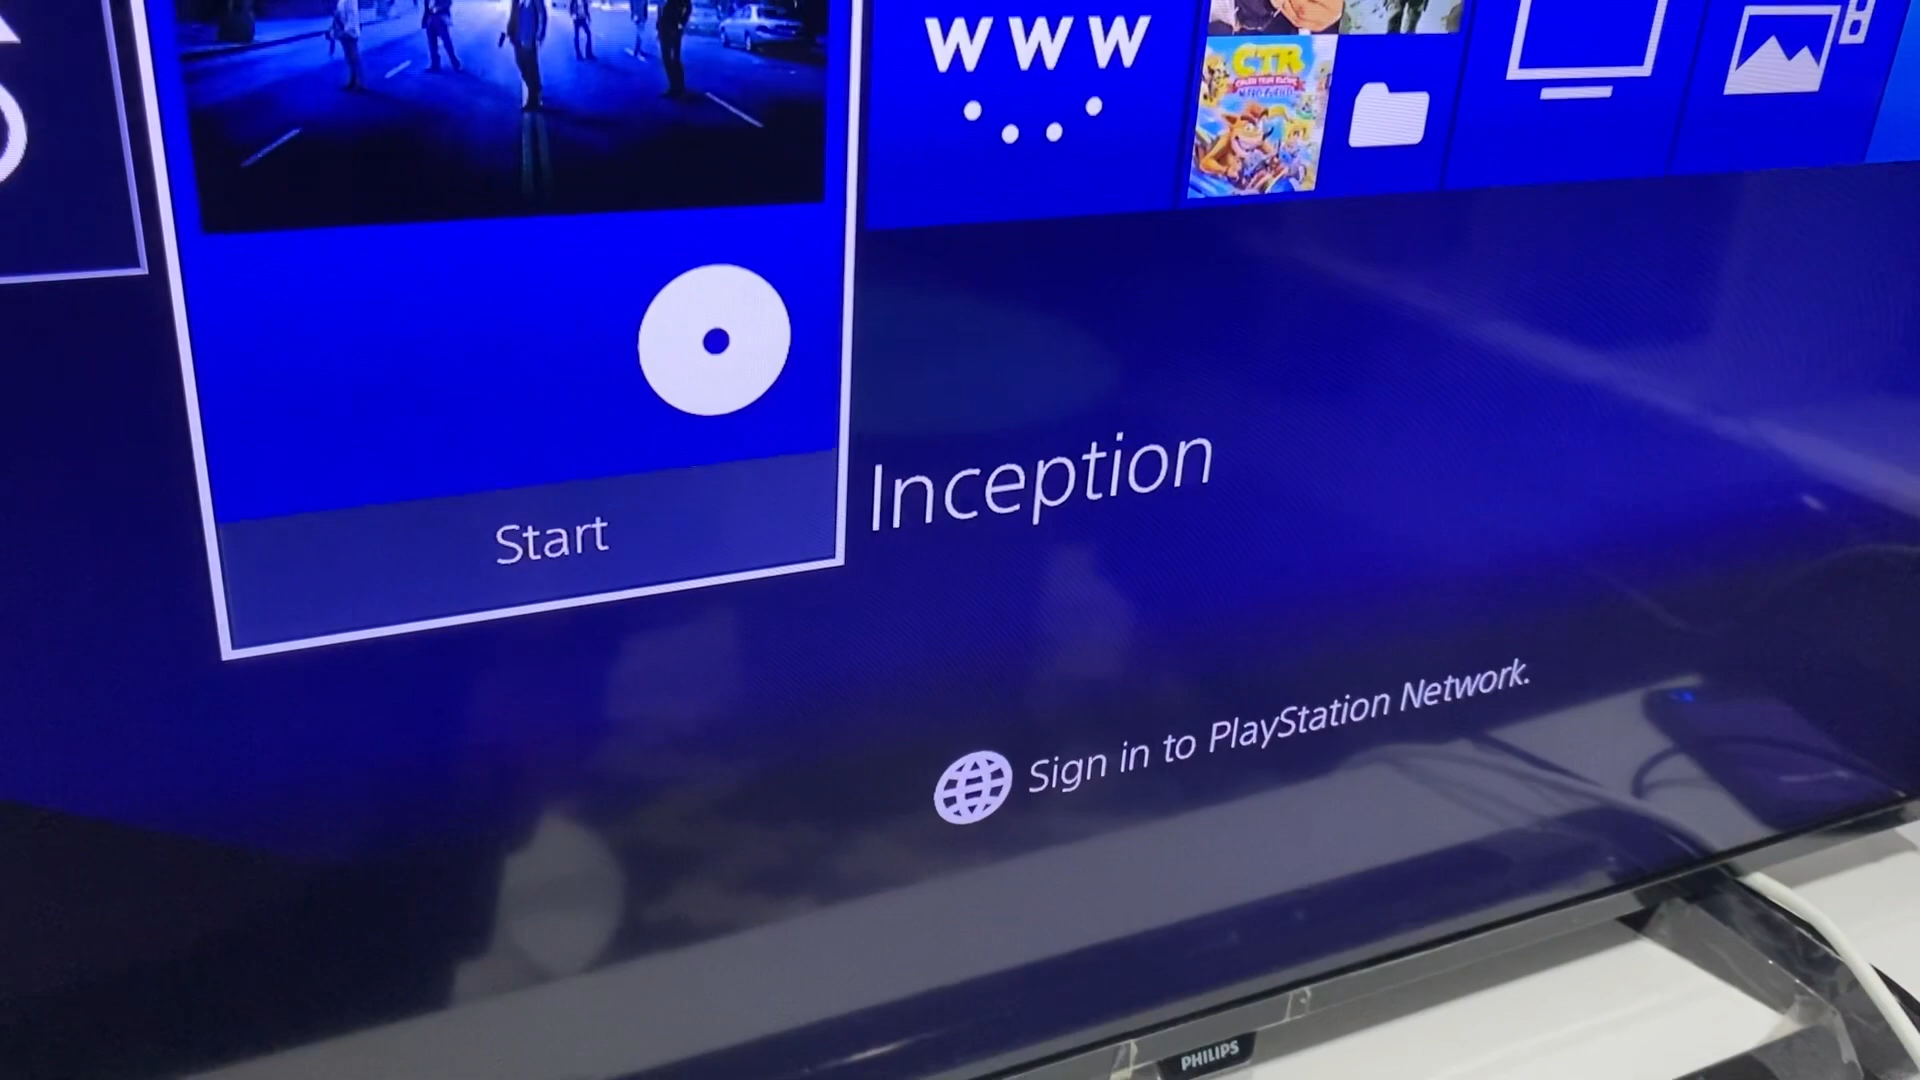 WWW
CTR
Start
Inception
Sign in to PlayStation Network.
PHILIPS